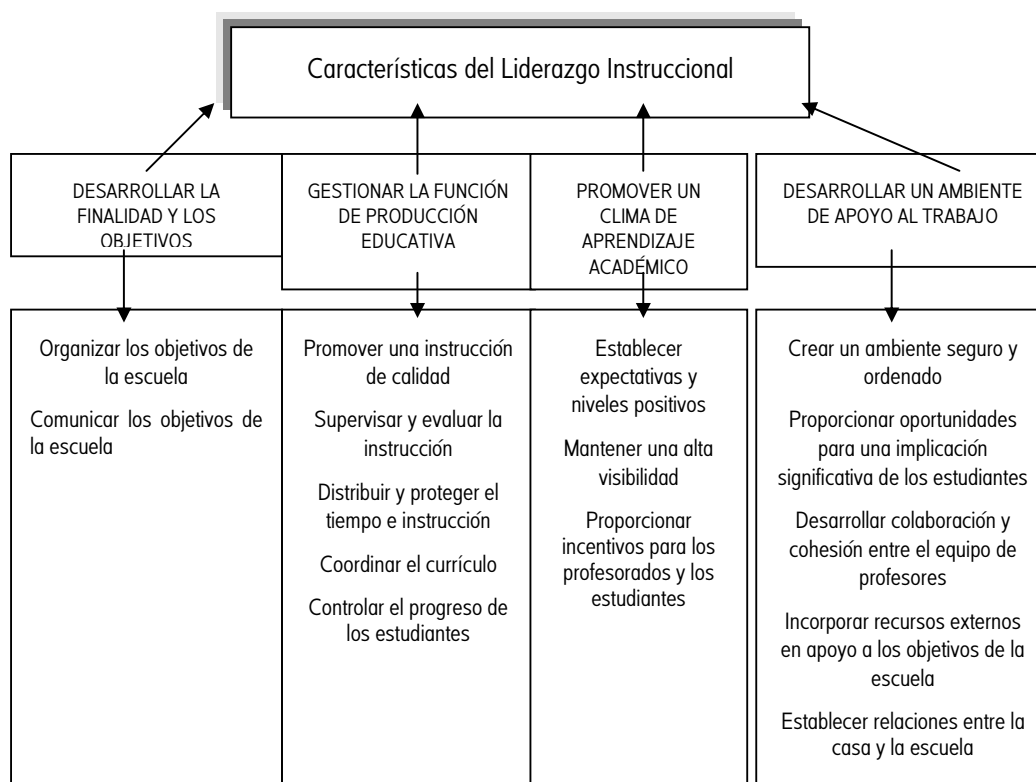 Características del Liderazgo Instruccional
DESARROLLAR LA
FINALIDAD Y LOS
OBJETIVOS
GESTIONAR LA FUNCIÓN
DE PRODUCCIÓN
EDUCATIVA
PROMOVER UN
CLIMA DE
APRENDIZAJE
ACADÉMICO
DESARROLLAR UN AMBIENTE
DE APOYO AL TRABAJO
Organizar los objetivos de
la escuela
Comunicar los objetivos de
la escuela
Promover una instrucción
de calidad
Supervisar y evaluar la
instrucción
Distribuir y proteger el
tiempo e instrucción
Coordinar el currículo
Controlar el progreso de
los estudiantes
Establecer
expectativas y
niveles positivos
Mantener una alta
visibilidad
Proporcionar
incentivos para los
profesorados y los
estudiantes
Crear un ambiente seguro y
ordenado
Proporcionar oportunidades
para una implicación
significativa de los estudiantes
Desarrollar colaboración y
cohesión entre el equipo de
profesores
Incorporar recursos externos
en apoyo a los objetivos de la
escuela
Establecer relaciones entre la
casa y la escuela